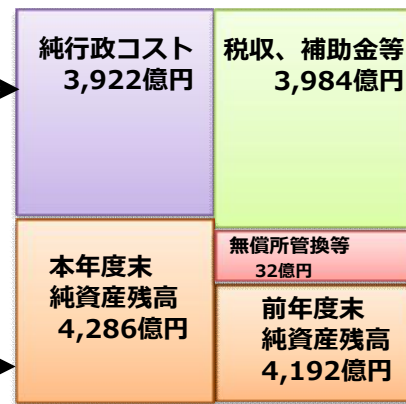 純行政コスト
3,922億円
税収、補助金等
3,984億円
無償所管換等
32億円
本年度末
純資産残高
4,286億円
前年度末
純資産残高
4,192億円